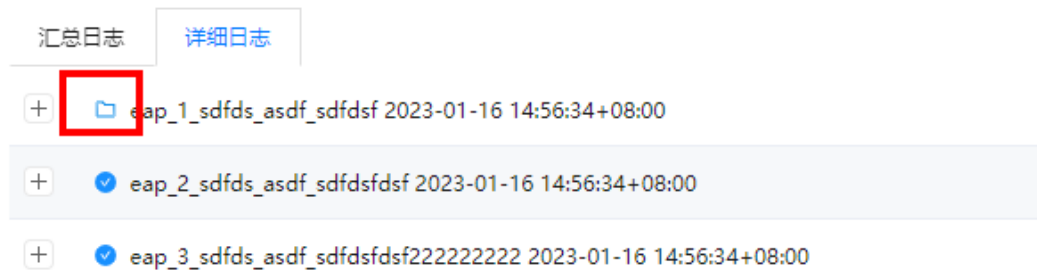 汇总日志 详细日志
eap_1_sdfds_asdf_sdfdsf 2023-01-16 14:56:34+08:00
eap_2_sdfds_asdf_sdfdsfdsf 2023-01-16 14:56:34+08:00
eap_3_sdfds_asdf_sdfdsfdsf222222222 2023-01-16 14:56:34+08:00